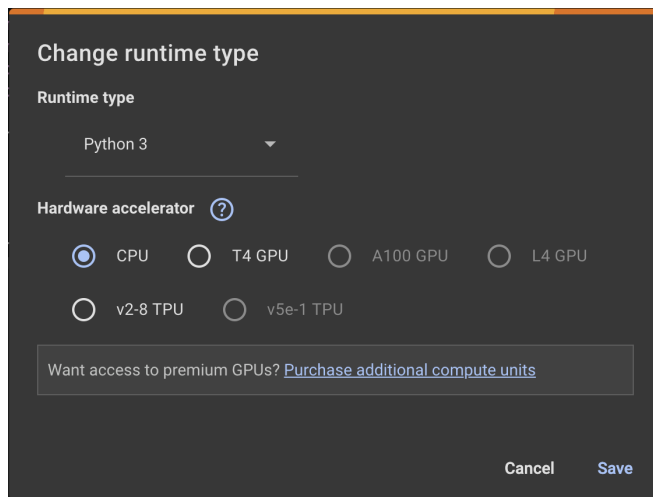 Change runtime type
Runtime type
Python 3
Hardware accelerator ?
CPU T4 GPU A100 GPU L4 GPU
v2-8 TPU v5e-1 TPU
Want access to premium GPUs? Purchase additional compute units
Cancel Save